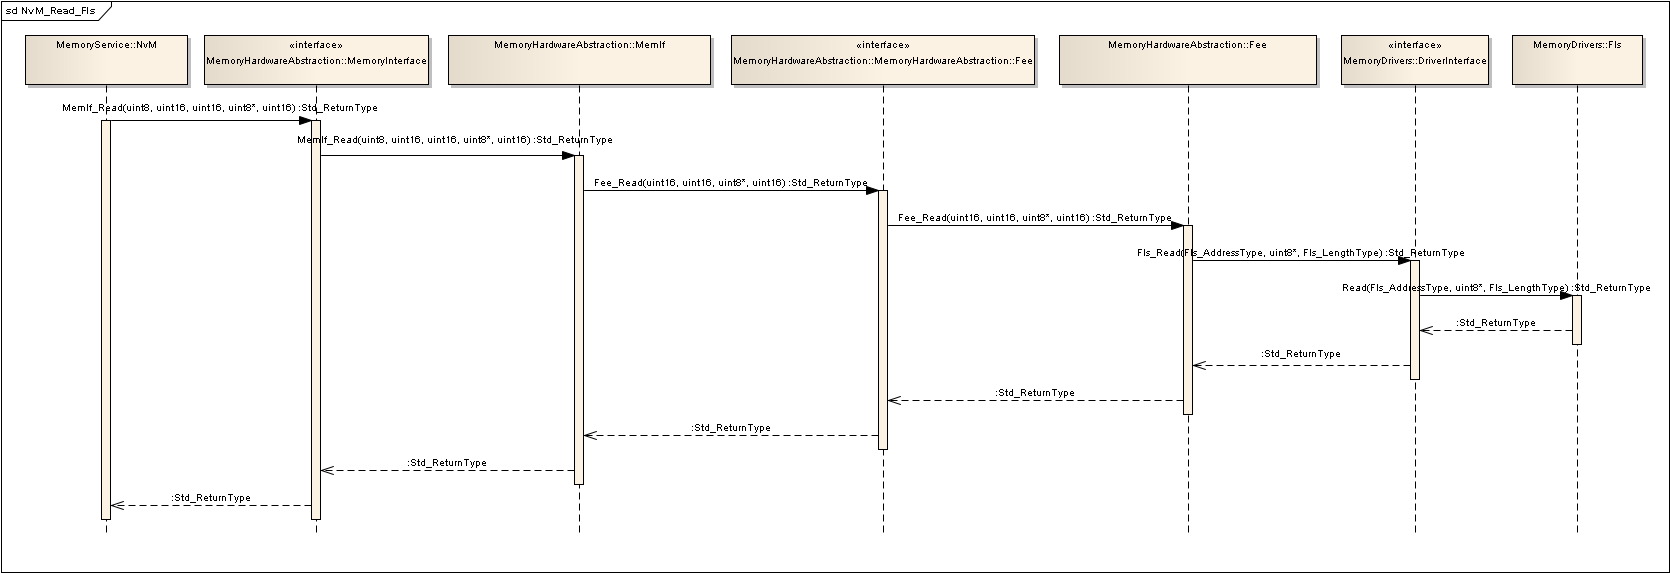 sd NvM_Read_Fls
MemoryService::NvM
«interface»
MemoryHardwareAbstraction::MemoryInterface
MemoryHardwareAbstraction::MemIf
«interface»
MemoryHardwareAbstraction::MemoryHardwareAbstraction::Fee
MemoryHardwareAbstraction::Fee
«interface»
MemoryDrivers::DriverInterface
MemoryDrivers::Fls
MemIf_Read(uint8, uint16, uint16, uint8*, uint16) :Std_ReturnType
MemIf_Read(uint8, uint16, uint16, uint8*, uint16) :Std_ReturnType
Fee_Read(uint16, uint16, uint8*, uint16) :Std_ReturnType
Fee_Read(uint16, uint16, uint8*, uint16) :Std_ReturnType
Fls_Read(Fls_AddressType, uint8*, Fls_LengthType) :Std_ReturnType
Read(Fls_AddressType, uint8*, Fls_LengthType) :Std_ReturnType
:Std_ReturnType
:Std_ReturnType
:Std_ReturnType
:Std_ReturnType
:Std_ReturnType
:Std_ReturnType